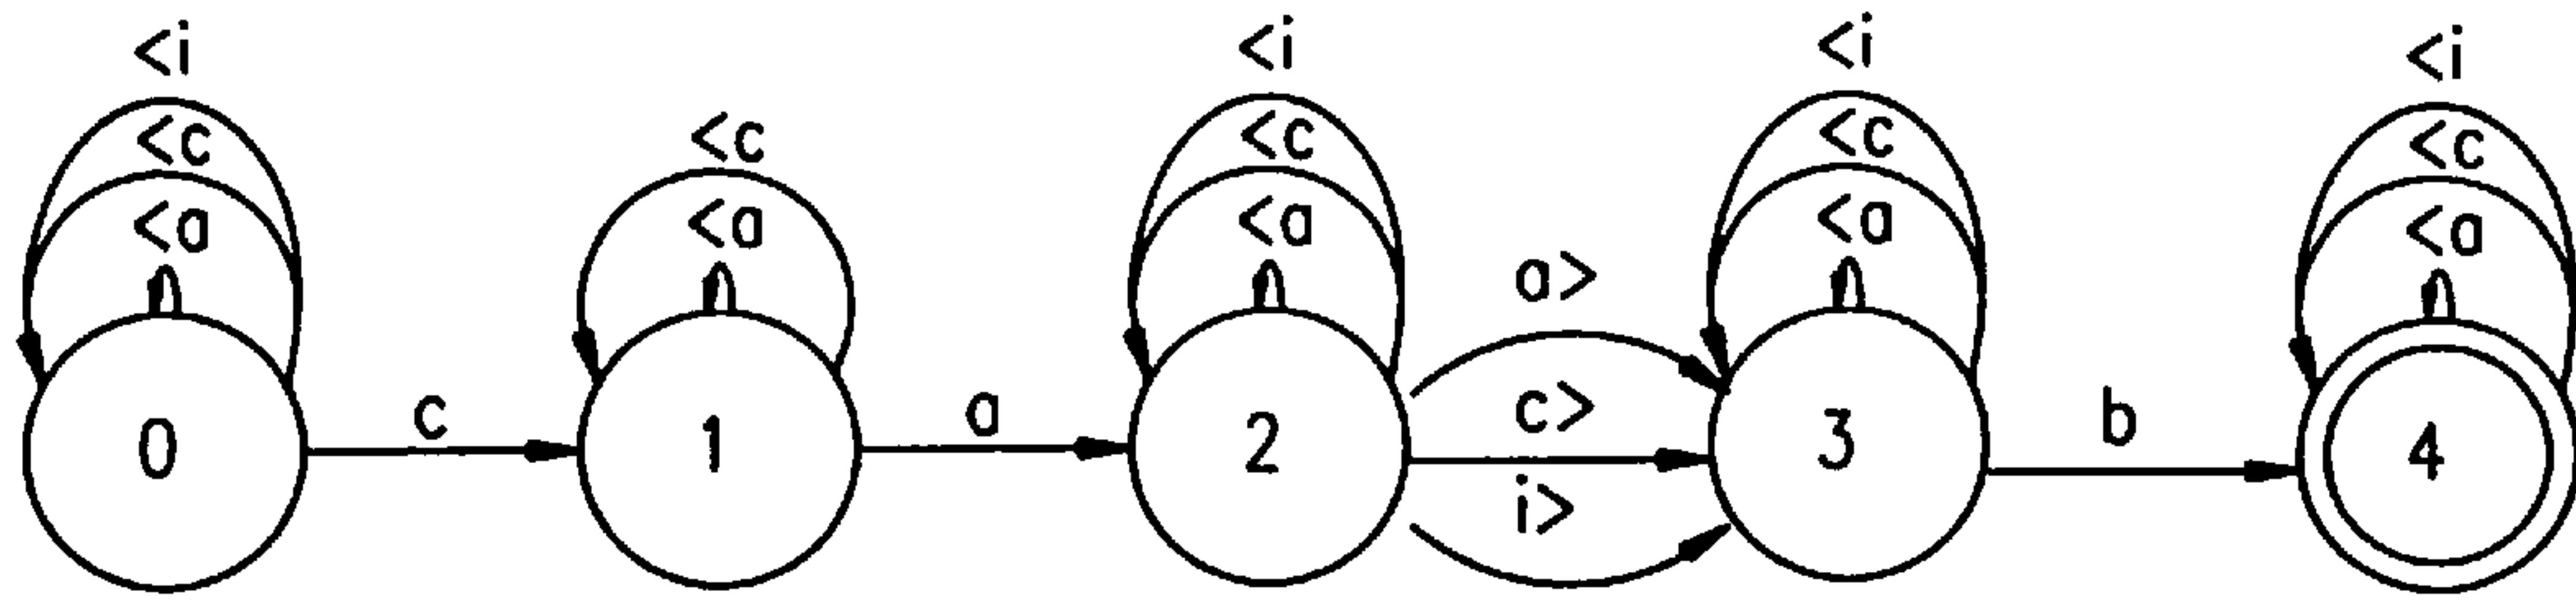 <i <i <i <i
<c <c <c <c <c
<a <a <a <a <a
a>
0 c 1 a 2 c> 3 b 4
i>